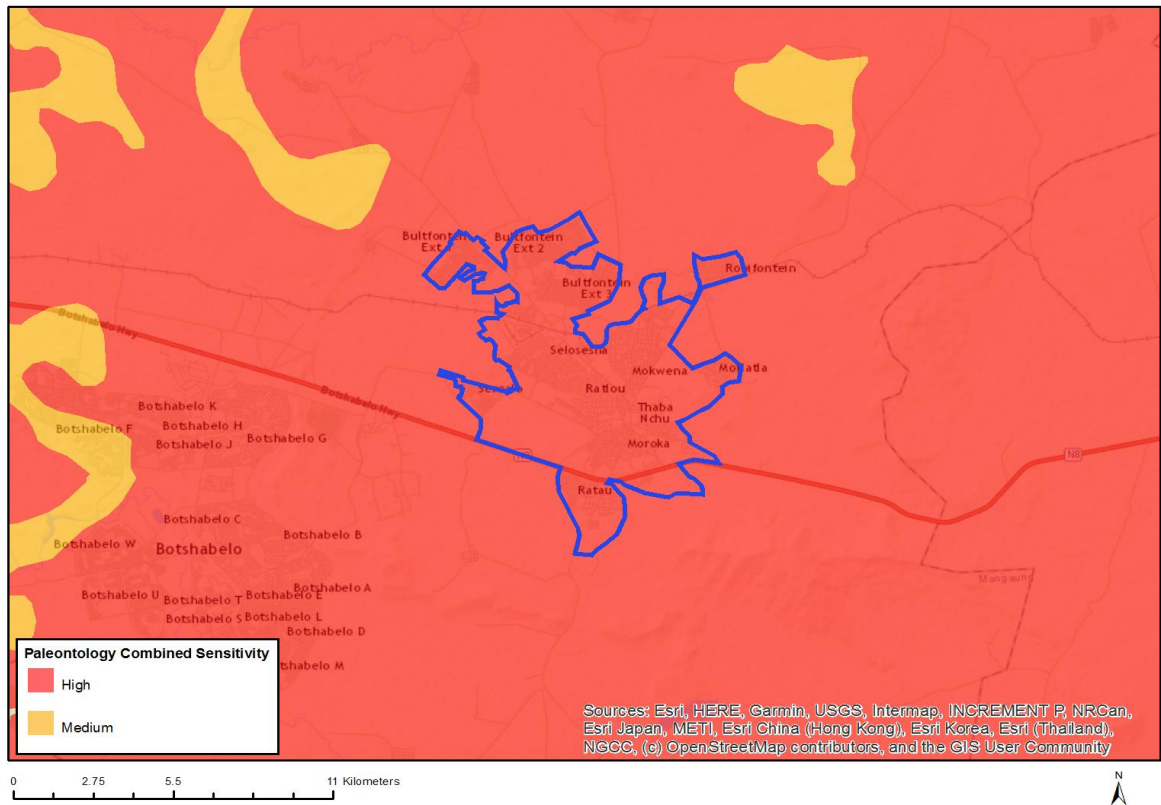 Bultfontein
Ext 1
Bultfontein
Ext 2
Rooifontein
Bultfontein
Ext 3
Botshabelo Hwy
Selosesha
Mokwena
Motlatla
Serowe
Ratlou
Botshabelo Hwy
Thaba
Nchu
Botshabelo K
Botshabelo H
Botshabelo F
Botshabelo J
Botshabelo G
Moroka
N8
N8
Ratau
Botshabelo C
Botshabelo B
Botshabelo W
Botshabelo
Mangaung
Botshabelo A
Botshabelo U
Botshabelo T
Botshabelo E
Botshabelo S
Botshabelo L
Botshabelo D
tshabelo M
Paleontology Combined Sensitivity
High
Medium
Sources: Esri, HERE, Garmin, USGS, Intermap, INCREMENT P, NRCan,
Esri Japan, METI, Esri China (Hong Kong), Esri Korea, Esri (Thailand),
NGCC, (c) OpenStreetMap contributors, and the GIS User Community
0 2.75 5.5 11 Kilometers
N